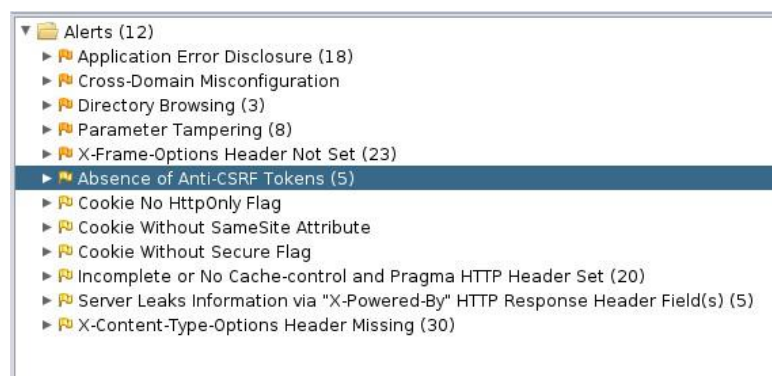 Alerts (12)
Application Error Disclosure (18)
Cross-Domain Misconfiguration
Directory Browsing (3)
Parameter Tampering (8)
X-Frame-Options Header Not Set (23)
Absence of Anti-CSRF Tokens (5)
Cookie No HttpOnly Flag
Cookie Without SameSite Attribute
Cookie Without Secure Flag
Incomplete or No Cache-control and Pragma HTTP Header Set (20)
Server Leaks Information via "X-Powered-By" HTTP Response Header Field(s) (5)
X-Content-Type-Options Header Missing (30)